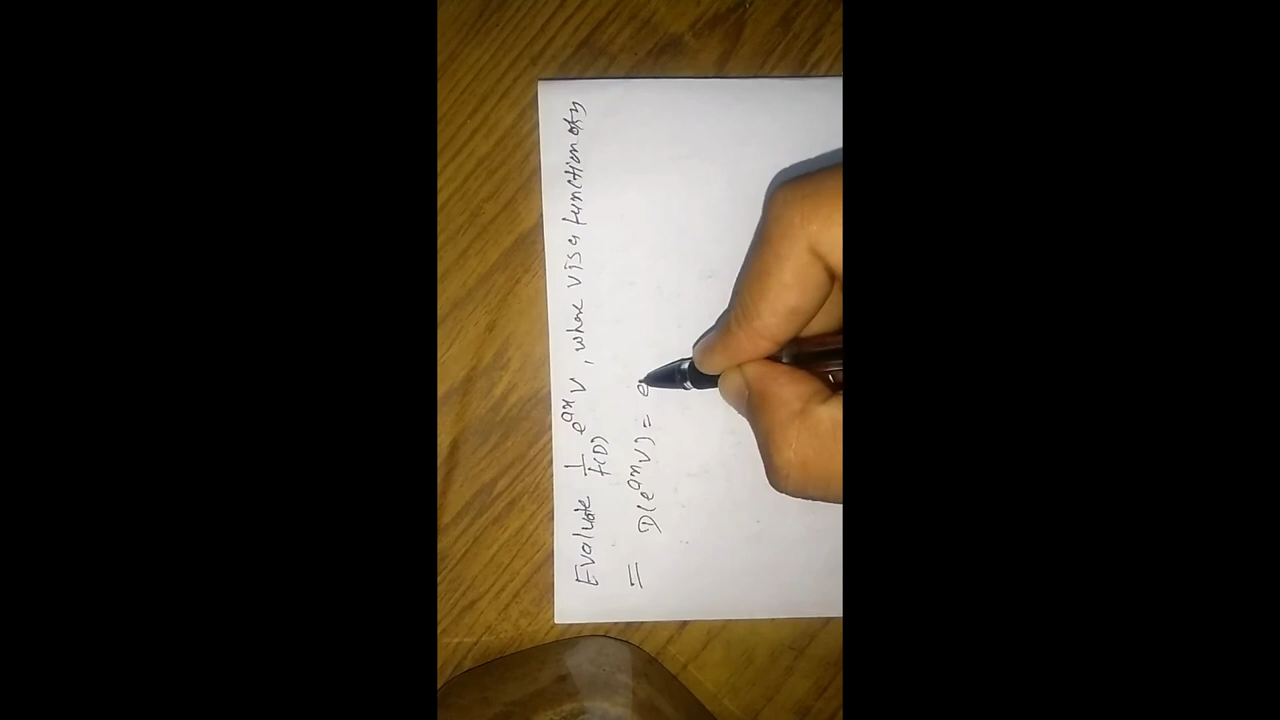 Evaluate 1/f(D) e^{ax} V, where V is a function of x
= D(e^{ax} V) = e